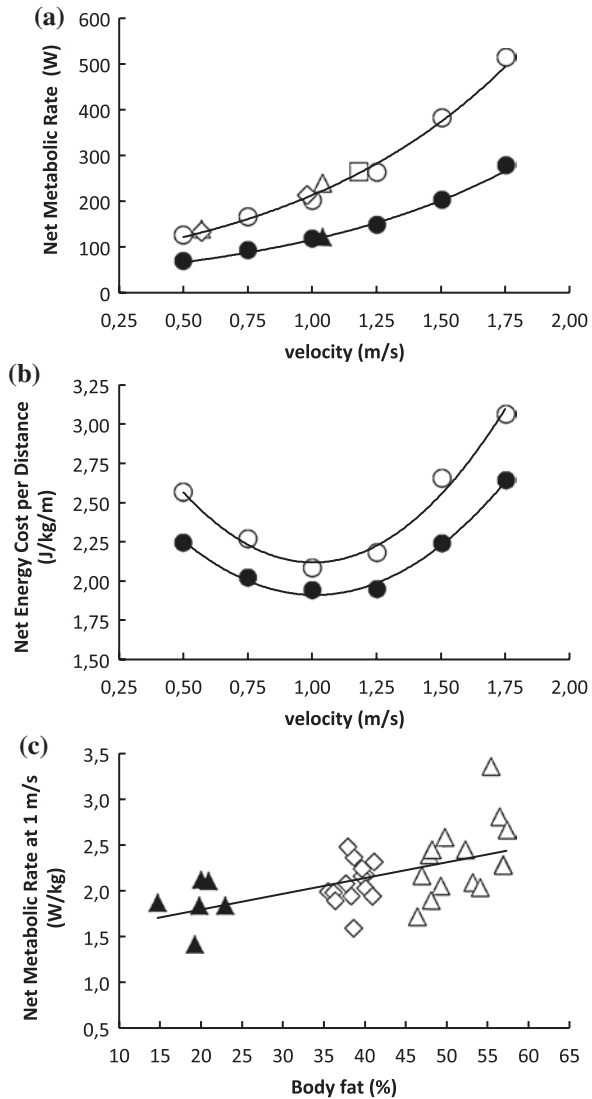 (a)
600
500
400
300
200
100
0
Net Metabolic Rate (W)
0,25 0,50 0,75 1,00 1,25 1,50 1,75 2,00
velocity (m/s)
(b)
3,25
3,00
2,75
2,50
2,25
2,00
1,75
1,50
Net Energy Cost per Distance
(J/kg/m)
0,25 0,50 0,75 1,00 1,25 1,50 1,75 2,00
velocity (m/s)
(c)
3,5
3,0
2,5
2,0
1,5
1,0
0,5
Net Metabolic Rate at 1 m/s
(W/kg)
10 15 20 25 30 35 40 45 50 55 60 65
Body fat (%)